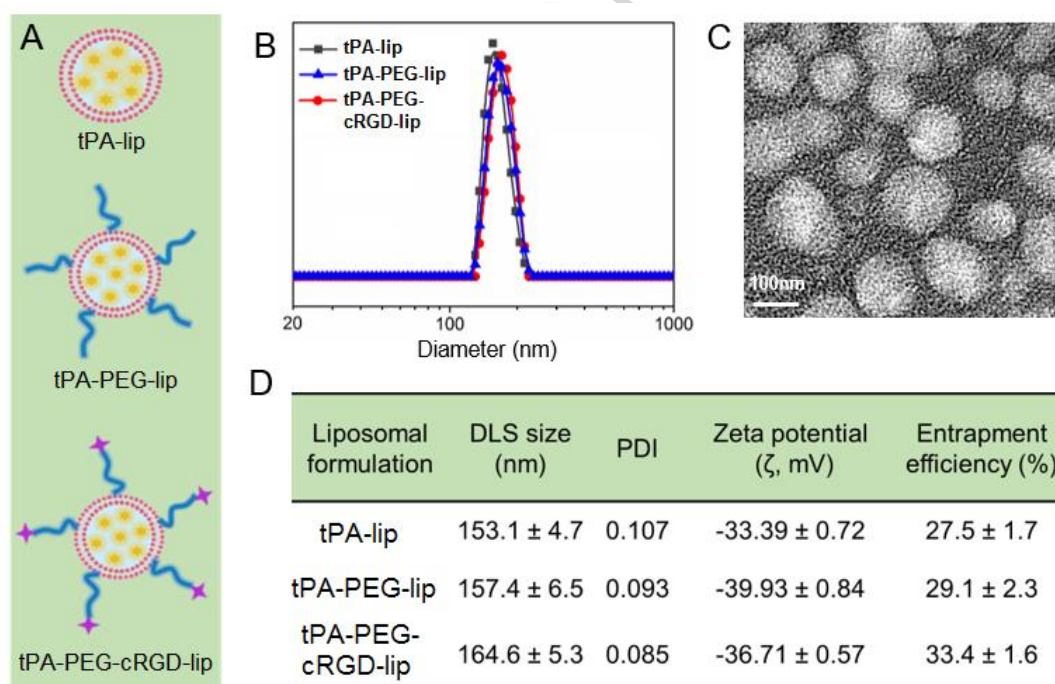 A
tPA-lip
tPA-PEG-lip
tPA-PEG-cRGD-lip
B
tPA-lip
tPA-PEG-lip
tPA-PEG-
cRGD-lip
20
100
1000
Diameter (nm)
C
100nm
D
Liposomal
formulation
DLS size
(nm)
PDI
Zeta potential
(ζ, mV)
Entrapment
efficiency (%)
tPA-lip 153.1 ± 4.7 0.107 -33.39 ± 0.72 27.5 ± 1.7
tPA-PEG-lip 157.4 ± 6.5 0.093 -39.93 ± 0.84 29.1 ± 2.3
tPA-PEG-
cRGD-lip 164.6 ± 5.3 0.085 -36.71 ± 0.57 33.4 ± 1.6